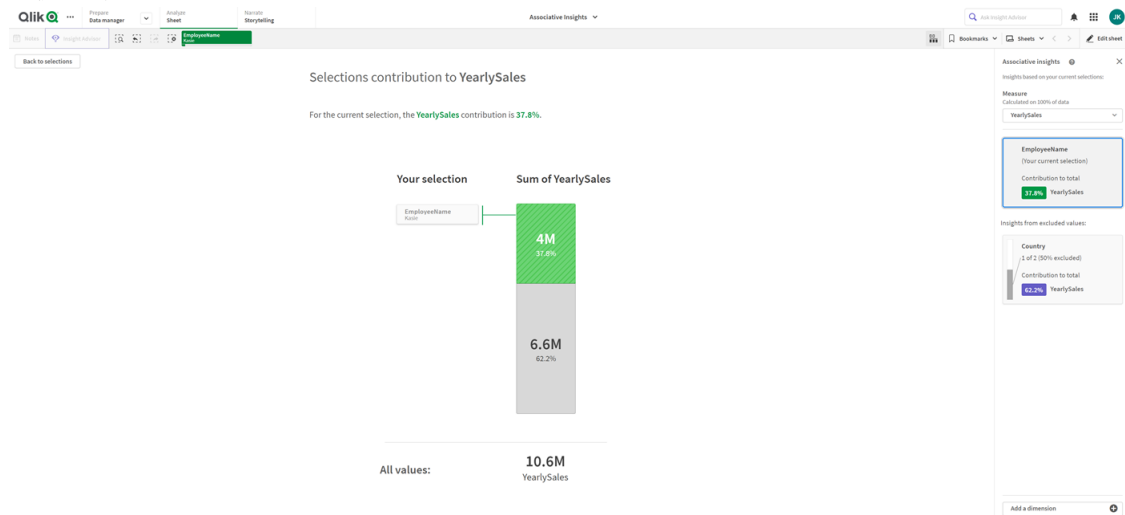 Qlik
Prepare
Data manager
Analyze
Sheet
Narrate
Storytelling
Associative Insights
Ask Insight Advisor
JK
Notes
Insight Advisor
EmployeeName
Kasie
Bookmarks
Sheets
Edit sheet
Back to selections
Selections contribution to YearlySales
For the current selection, the YearlySales contribution is 37.8%.
Your selection
Sum of YearlySales
EmployeeName
Kasie
4M
37.8%
6.6M
62.2%
All values:
10.6M
YearlySales
Associative insights
Insights based on your current selections:
Measure
Calculated on 100% of data
YearlySales
EmployeeName
(Your current selection)
Contribution to total
37.8% YearlySales
Insights from excluded values:
Country
1 of 2 (50% excluded)
Contribution to total
62.2% YearlySales
Add a dimension